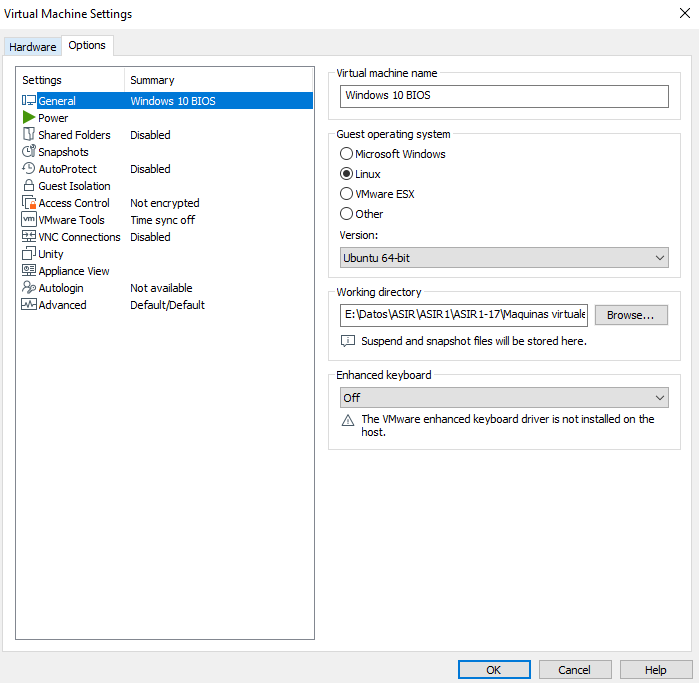 Virtual Machine Settings
Hardware
Options
Settings Summary
General Windows 10 BIOS
Power
Shared Folders Disabled
Snapshots
AutoProtect Disabled
Guest Isolation
Access Control Not encrypted
vm VMware Tools Time sync off
VNC Connections Disabled
Unity
Appliance View
Autologin Not available
Advanced Default/Default
Virtual machine name
Windows 10 BIOS
Guest operating system
Microsoft Windows
Linux
VMware ESX
Other
Version:
Ubuntu 64-bit
Working directory
E:\Datos\ASIR\ASIR1\ASIR1-17\Maquinas virtuale
Browse...
Suspend and snapshot files will be stored here.
Enhanced keyboard
Off
The VMware enhanced keyboard driver is not installed on the
host.
OK Cancel Help